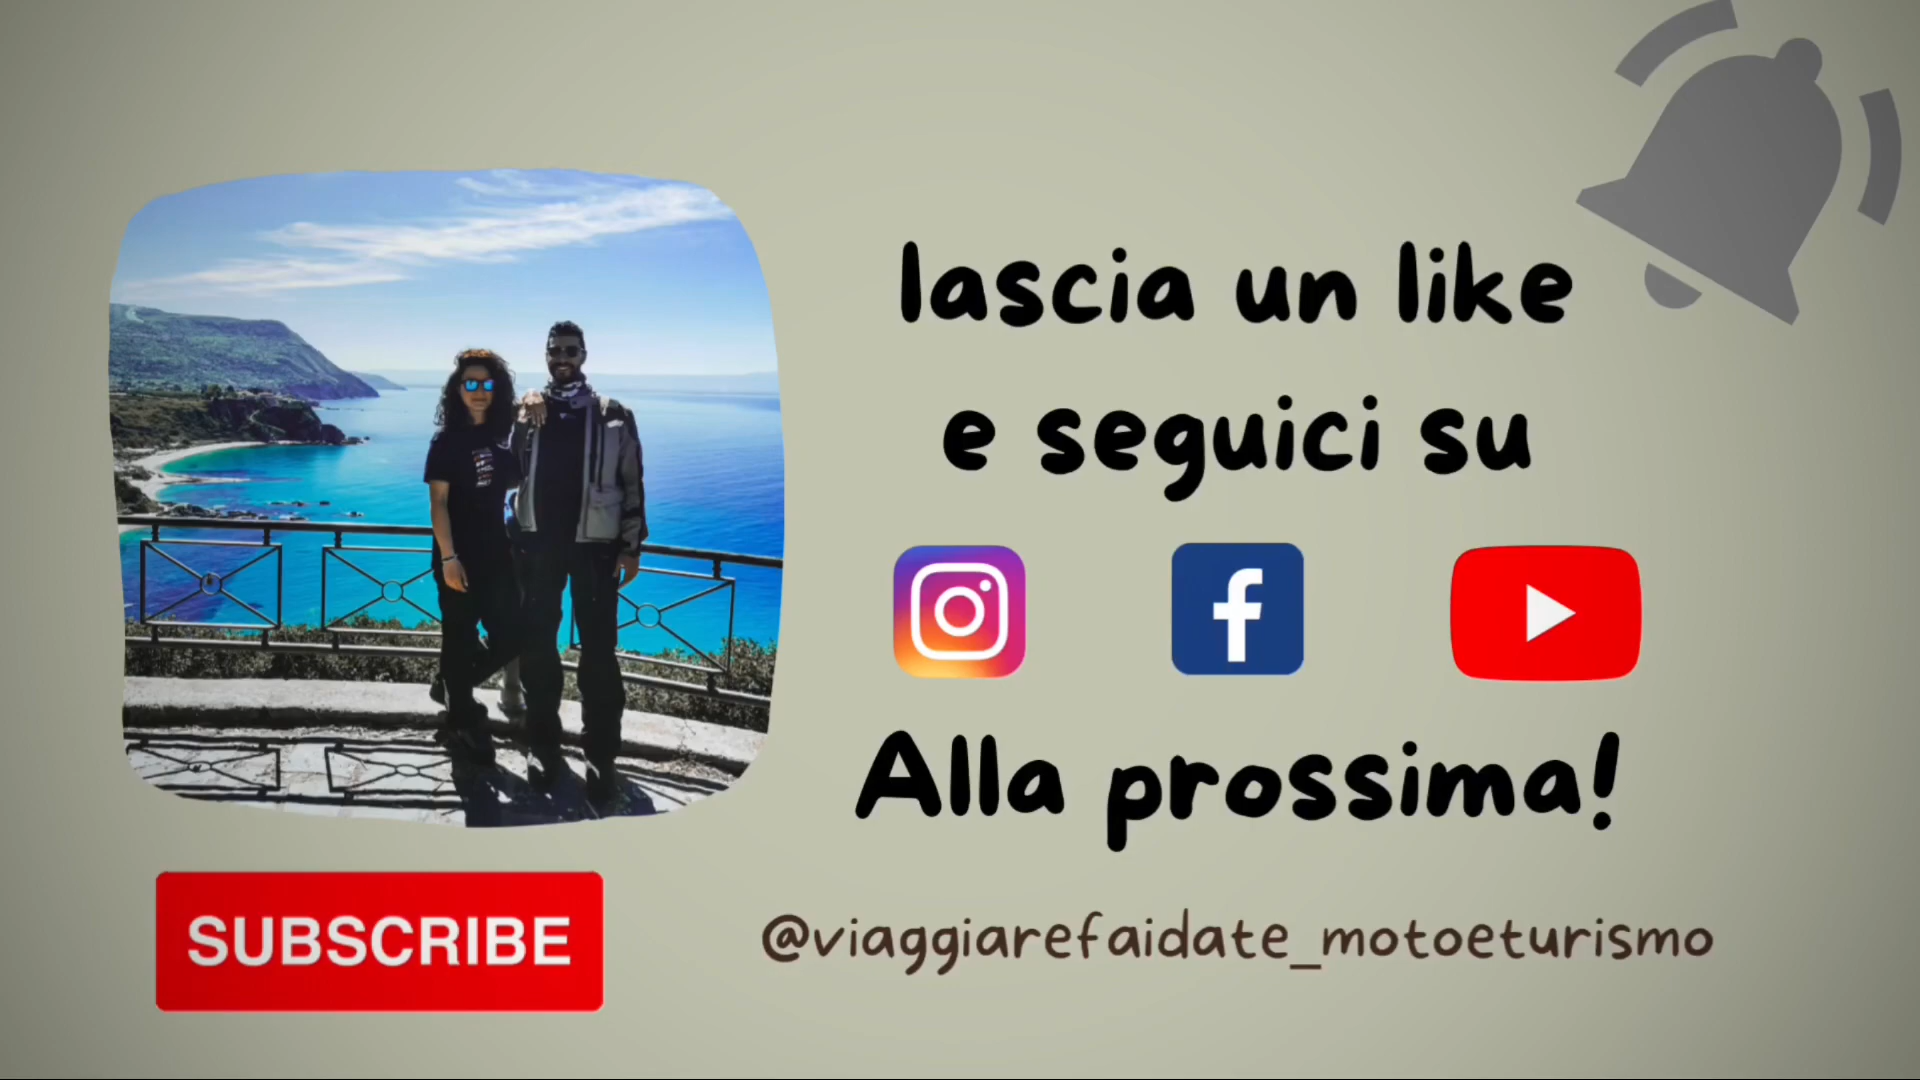 lascia un like
e seguici su
Alla prossima!
SUBSCRIBE
@viaggiarefaidate_motoeturismo